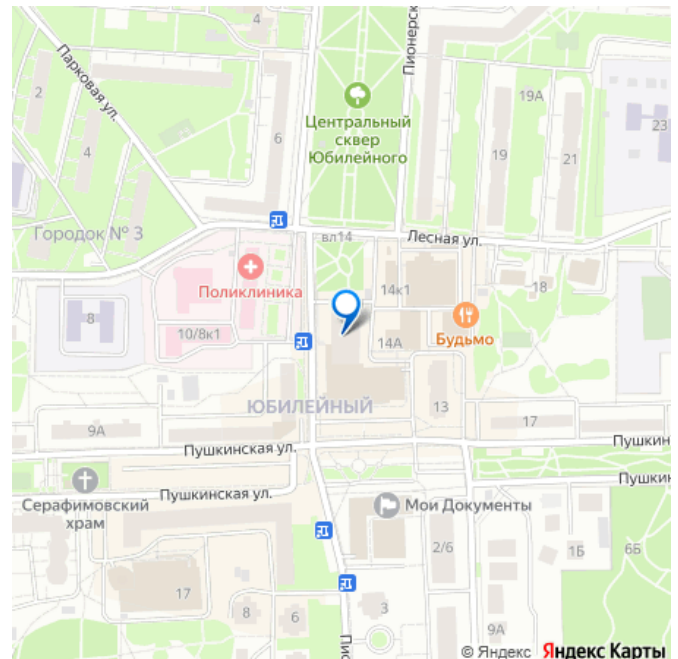 4
Пионерск
Парковая ул.
2
19А
Центральный
сквер
Юбилейного
23
6
4
19
21
Городок № 3
вл14
Лесная ул.
Поликлиника
14к1
18
8
10/8к1
14А
Будьмо
ЮБИЛЕЙНЫЙ
13
17
9А
Пушкинская ул.
Пушкин
Серафимовский
храм
Пушкинская ул.
Пушкин
Мои Документы
2/6
1Б
6Б
17
8
6
3
9А
Пио
© Яндекс Яндекс Карты